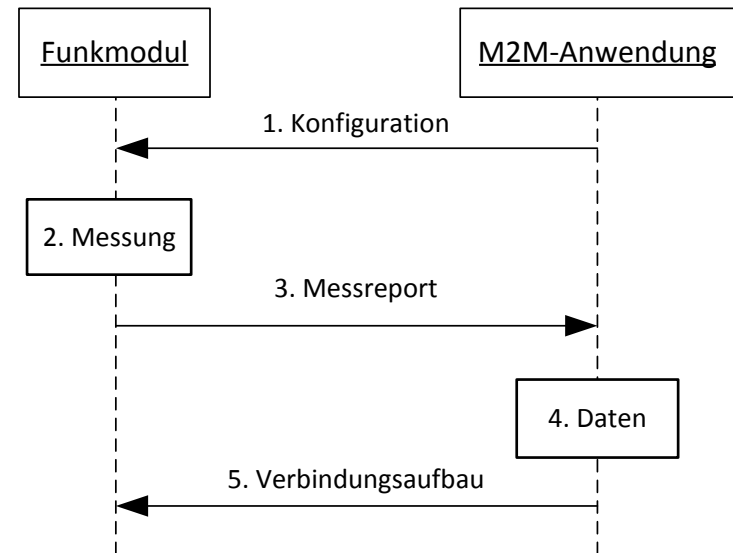 Funkmodul
M2M-Anwendung
1. Konfiguration
2. Messung
3. Messreport
4. Daten
5. Verbindungsaufbau